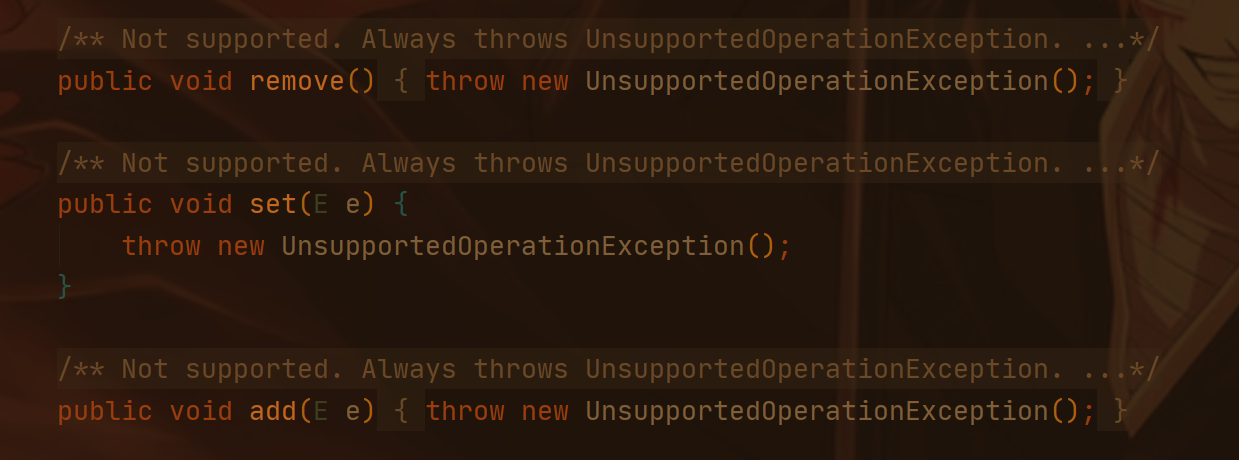 /** Not supported. Always throws UnsupportedOperationException. ...*/
public void remove() { throw new UnsupportedOperationException(); }
/** Not supported. Always throws UnsupportedOperationException. ...*/
public void set(E e) {
    throw new UnsupportedOperationException();
}
/** Not supported. Always throws UnsupportedOperationException. ...*/
public void add(E e) { throw new UnsupportedOperationException(); }